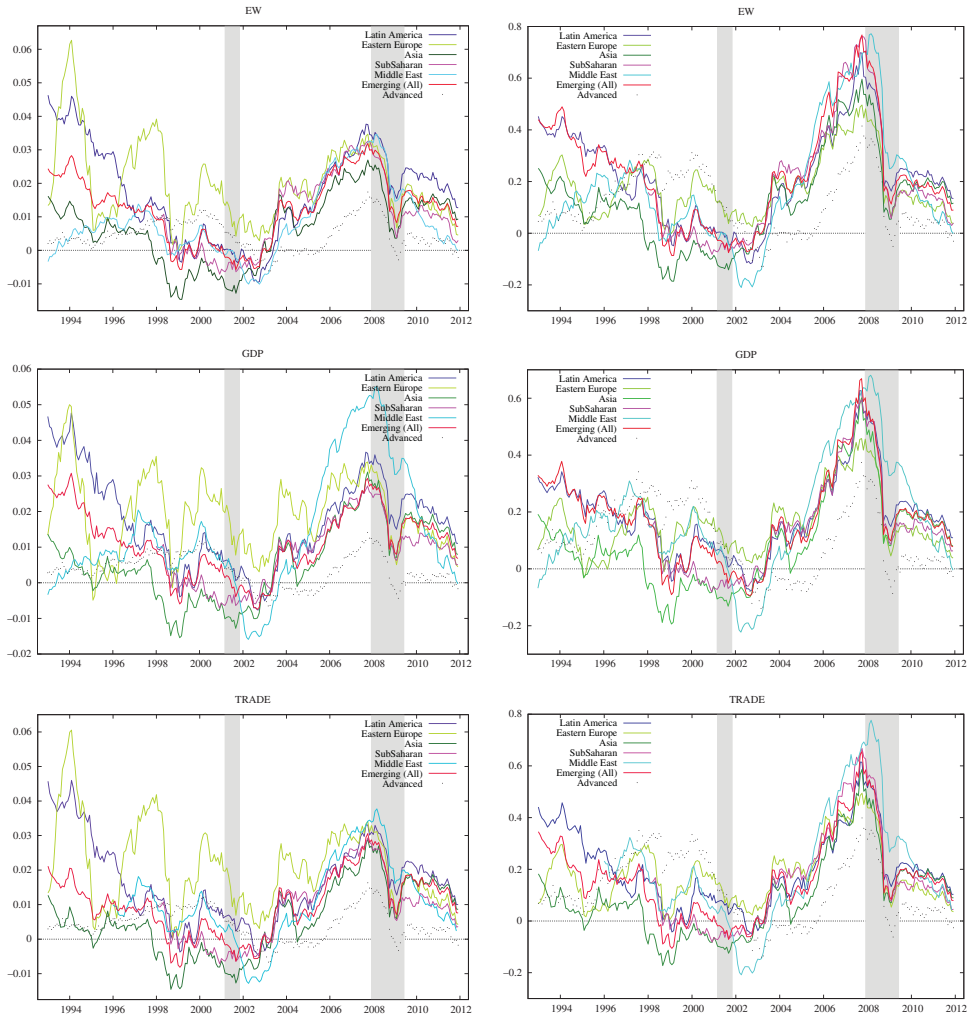 EW
0.06
0.05
0.04
0.03
0.02
0.01
0
−0.01
Latin America
Eastern Europe
Asia
SubSaharan
Middle East
Emerging (All)
Advanced
1994 1996 1998 2000 2002 2004 2006 2008 2010 2012
EW
0.8
0.6
0.4
0.2
0
−0.2
Latin America
Eastern Europe
Asia
SubSaharan
Middle East
Emerging (All)
Advanced
1994 1996 1998 2000 2002 2004 2006 2008 2010 2012
GDP
0.06
0.05
0.04
0.03
0.02
0.01
0
−0.01
−0.02
Latin America
Eastern Europe
Asia
SubSaharan
Middle East
Emerging (All)
Advanced
1994 1996 1998 2000 2002 2004 2006 2008 2010 2012
GDP
0.6
0.4
0.2
0
−0.2
Latin America
Eastern Europe
Asia
SubSaharan
Middle East
Emerging (All)
Advanced
1994 1996 1998 2000 2002 2004 2006 2008 2010 2012
TRADE
0.06
0.05
0.04
0.03
0.02
0.01
0
−0.01
Latin America
Eastern Europe
Asia
SubSaharan
Middle East
Emerging (All)
Advanced
1994 1996 1998 2000 2002 2004 2006 2008 2010 2012
TRADE
0.8
0.6
0.4
0.2
0
−0.2
Latin America
Eastern Europe
Asia
SubSaharan
Middle East
Emerging (All)
Advanced
1994 1996 1998 2000 2002 2004 2006 2008 2010 2012